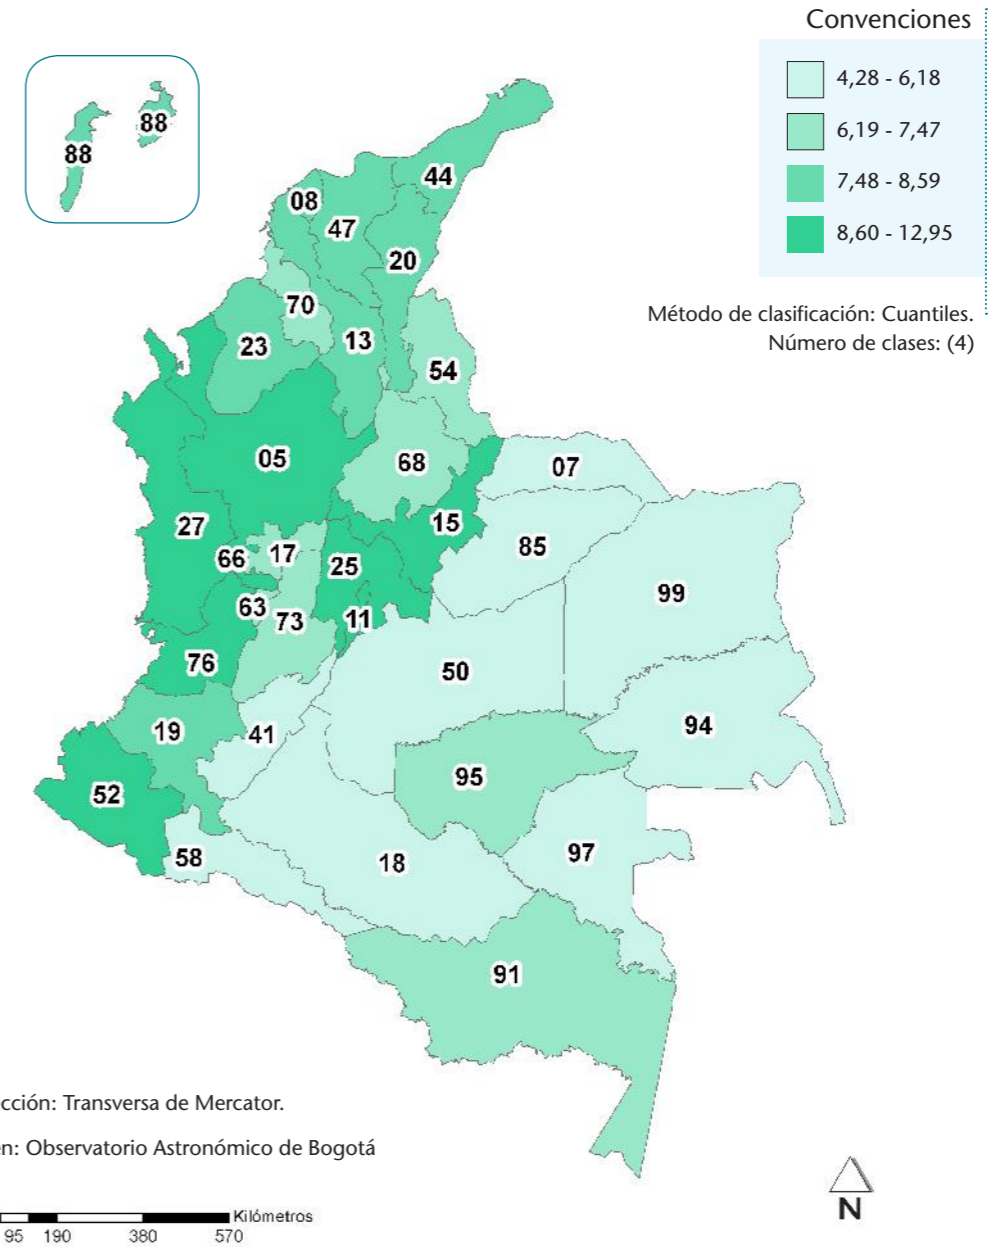 Convenciones
4,28 - 6,18
6,19 - 7,47
7,48 - 8,59
8,60 - 12,95
Método de clasificación: Cuantiles.
Número de clases: (4)
88
88
08
44
47
20
70
23
13
54
05
68
07
27
15
66
17
25
85
63
73
11
99
76
50
19
41
94
52
95
58
18
97
91
cción: Transversa de Mercator.
n: Observatorio Astronómico de Bogotá
Kilómetros
95 190 380 570
N